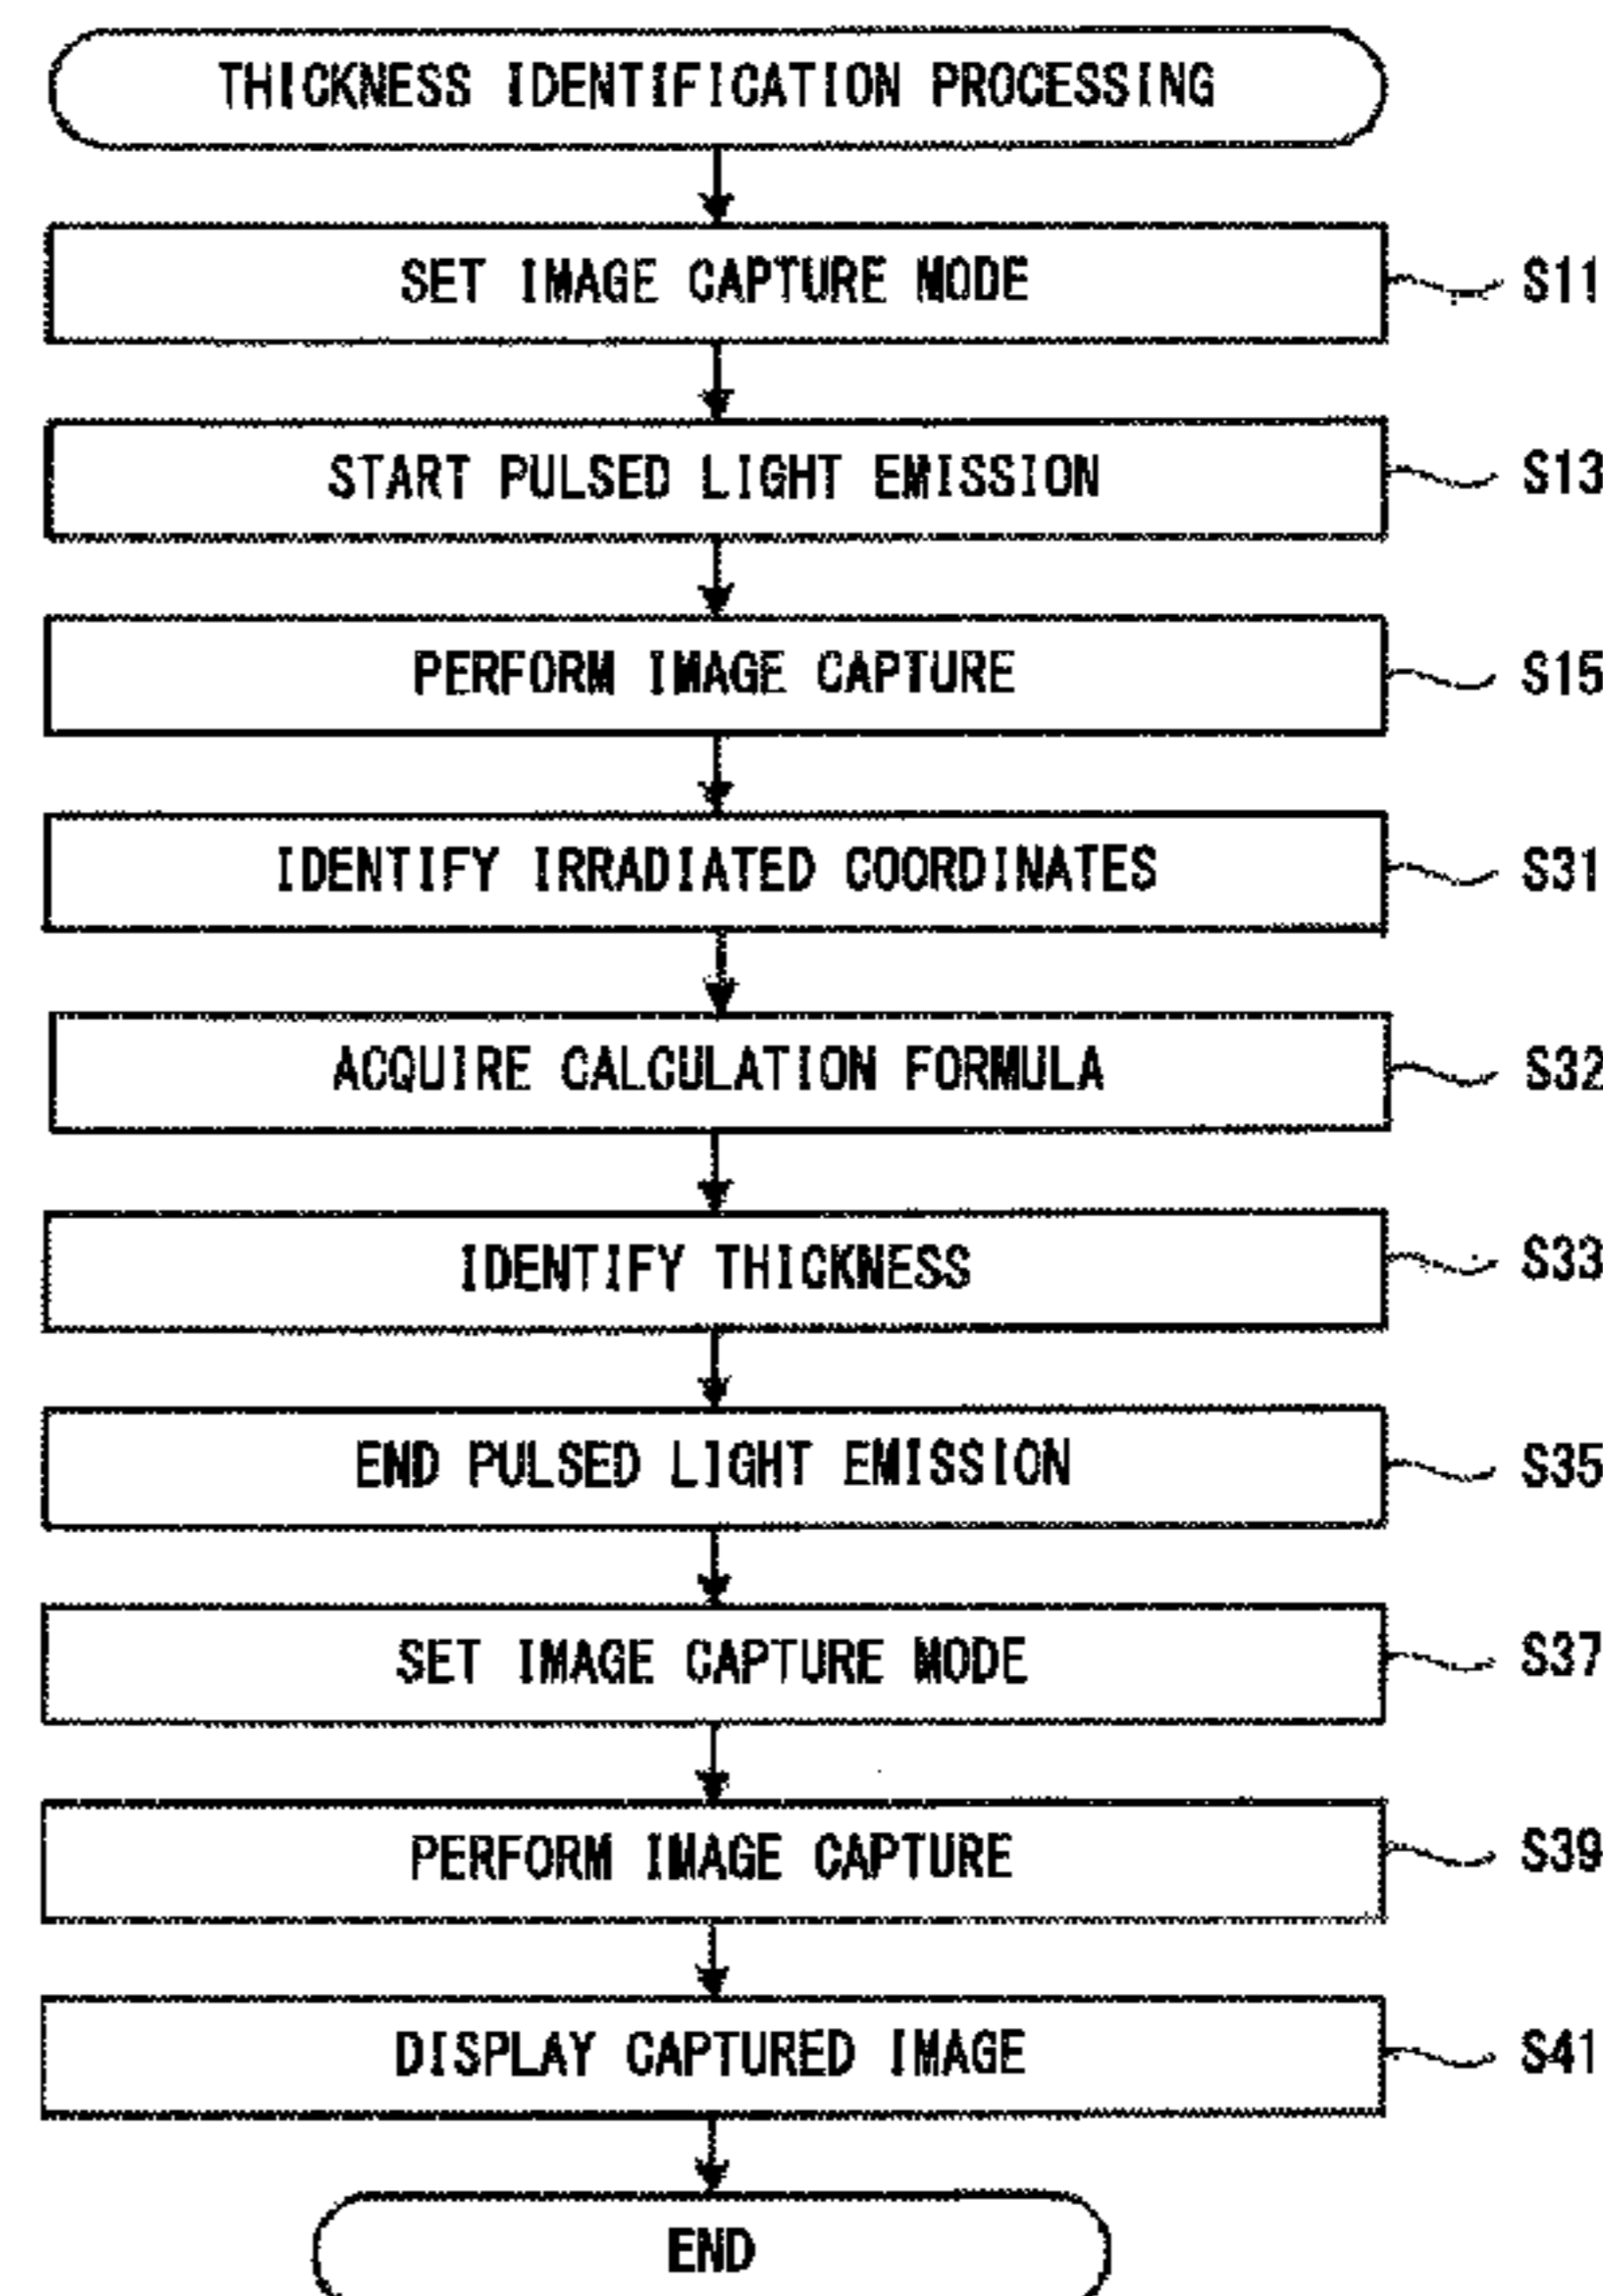 THICKNESS IDENTIFICATION PROCESSING
SET IMAGE CAPTURE MODE S11
START PULSED LIGHT EMISSION S13
PERFORM IMAGE CAPTURE S15
IDENTIFY IRRADIATED COORDINATES S31
ACQUIRE CALCULATION FORMULA S32
IDENTIFY THICKNESS S33
END PULSED LIGHT EMISSION S35
SET IMAGE CAPTURE MODE S37
PERFORM IMAGE CAPTURE S39
DISPLAY CAPTURED IMAGE S41
END